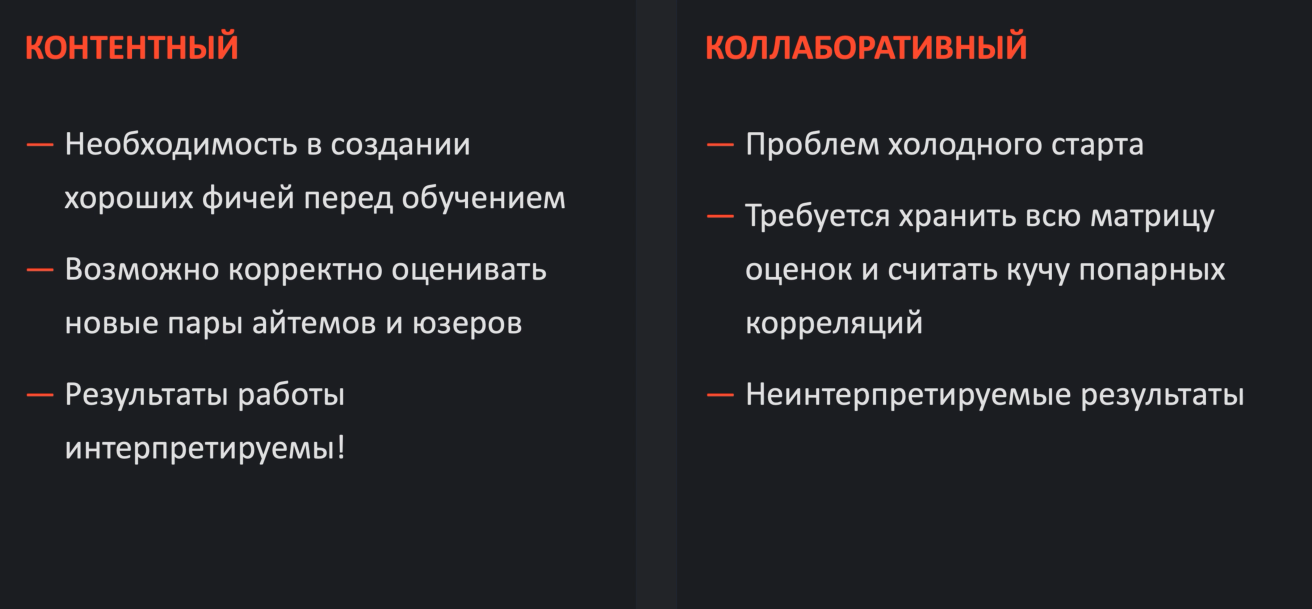 КОНТЕНТНЫЙ
— Необходимость в создании
хороших фичей перед обучением
— Возможно корректно оценивать
новые пары айтемов и юзеров
— Результаты работы
интерпретируемы!
КОЛЛАБОРАТИВНЫЙ
— Проблем холодного старта
— Требуется хранить всю матрицу
оценок и считать кучу попарных
корреляций
— Неинтерпретируемые результаты